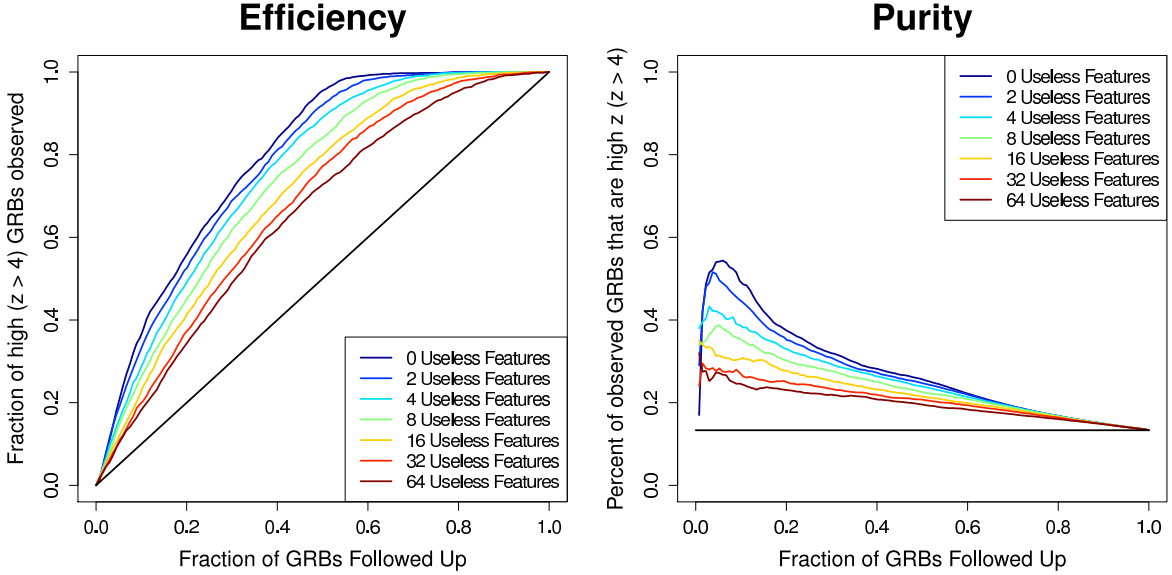 Efficiency
Fraction of high (z > 4) GRBs observed
1.0
0.8
0.6
0.4
0.2
0.0
0 Useless Features
2 Useless Features
4 Useless Features
8 Useless Features
16 Useless Features
32 Useless Features
64 Useless Features
0.0 0.2 0.4 0.6 0.8 1.0
Fraction of GRBs Followed Up
Purity
Percent of observed GRBs that are high z (z > 4)
1.0
0.8
0.6
0.4
0.2
0.0
0 Useless Features
2 Useless Features
4 Useless Features
8 Useless Features
16 Useless Features
32 Useless Features
64 Useless Features
0.0 0.2 0.4 0.6 0.8 1.0
Fraction of GRBs Followed Up